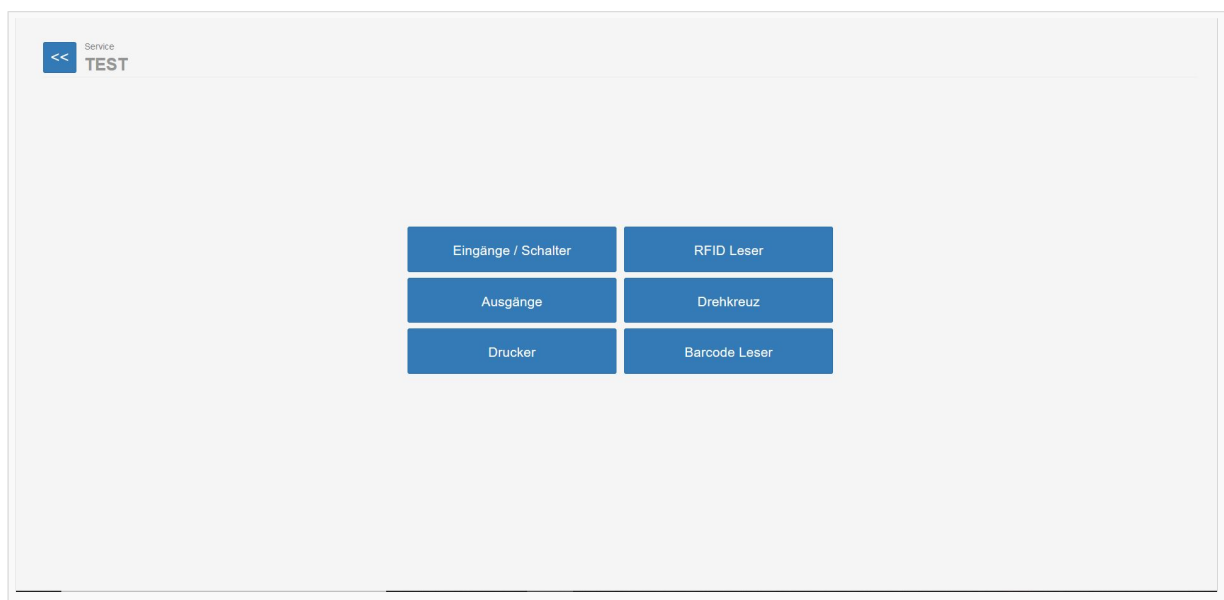 <<
Service
TEST
Eingänge / Schalter
RFID Leser
Ausgänge
Drehkreuz
Drucker
Barcode Leser